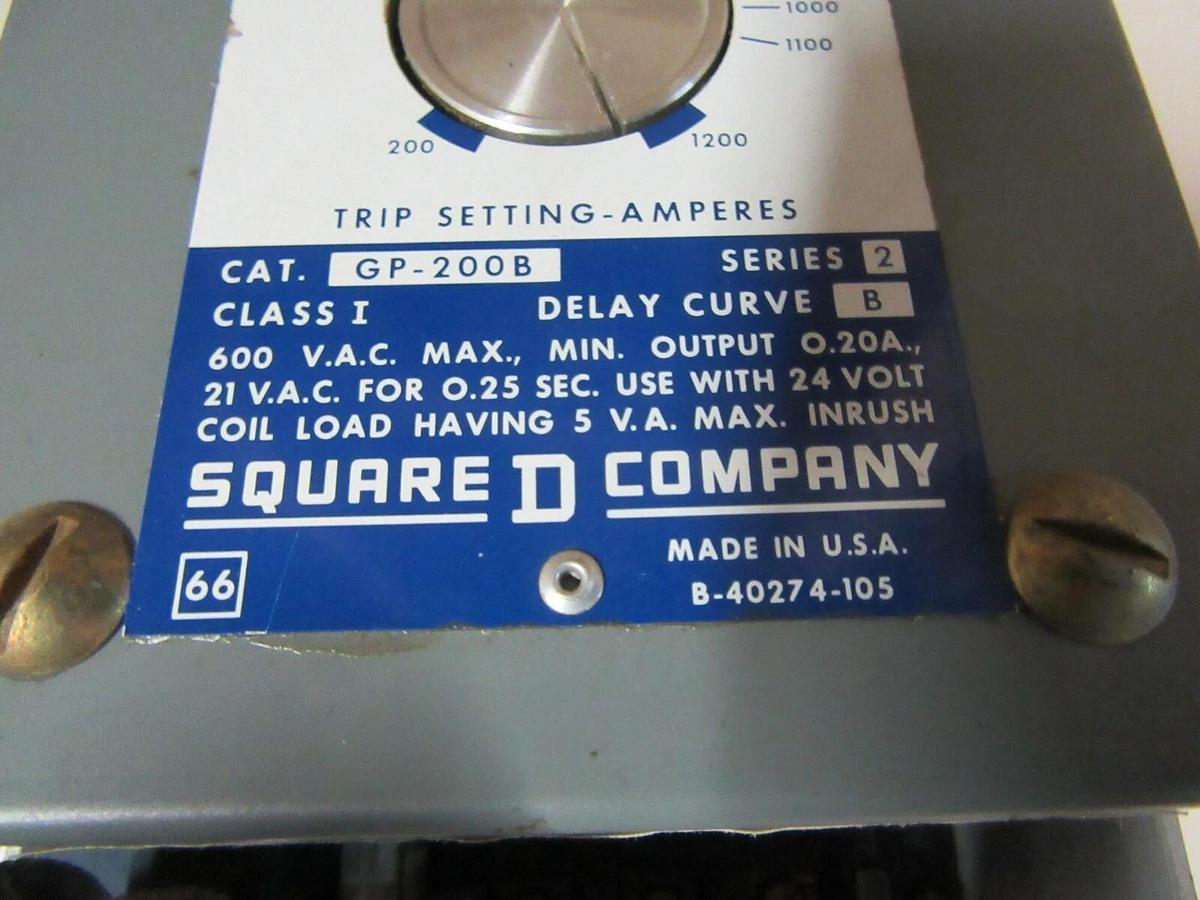 1000
1100
200 1200
TRIP SETTING-AMPERES
CAT. GP-200B SERIES 2
CLASS I DELAY CURVE B
600 V.A.C. MAX., MIN. OUTPUT 0.20A.,
21 V.A.C. FOR 0.25 SEC. USE WITH 24 VOLT
COIL LOAD HAVING 5 V.A. MAX. INRUSH
SQUARE D COMPANY
MADE IN U.S.A.
66 B-40274-105